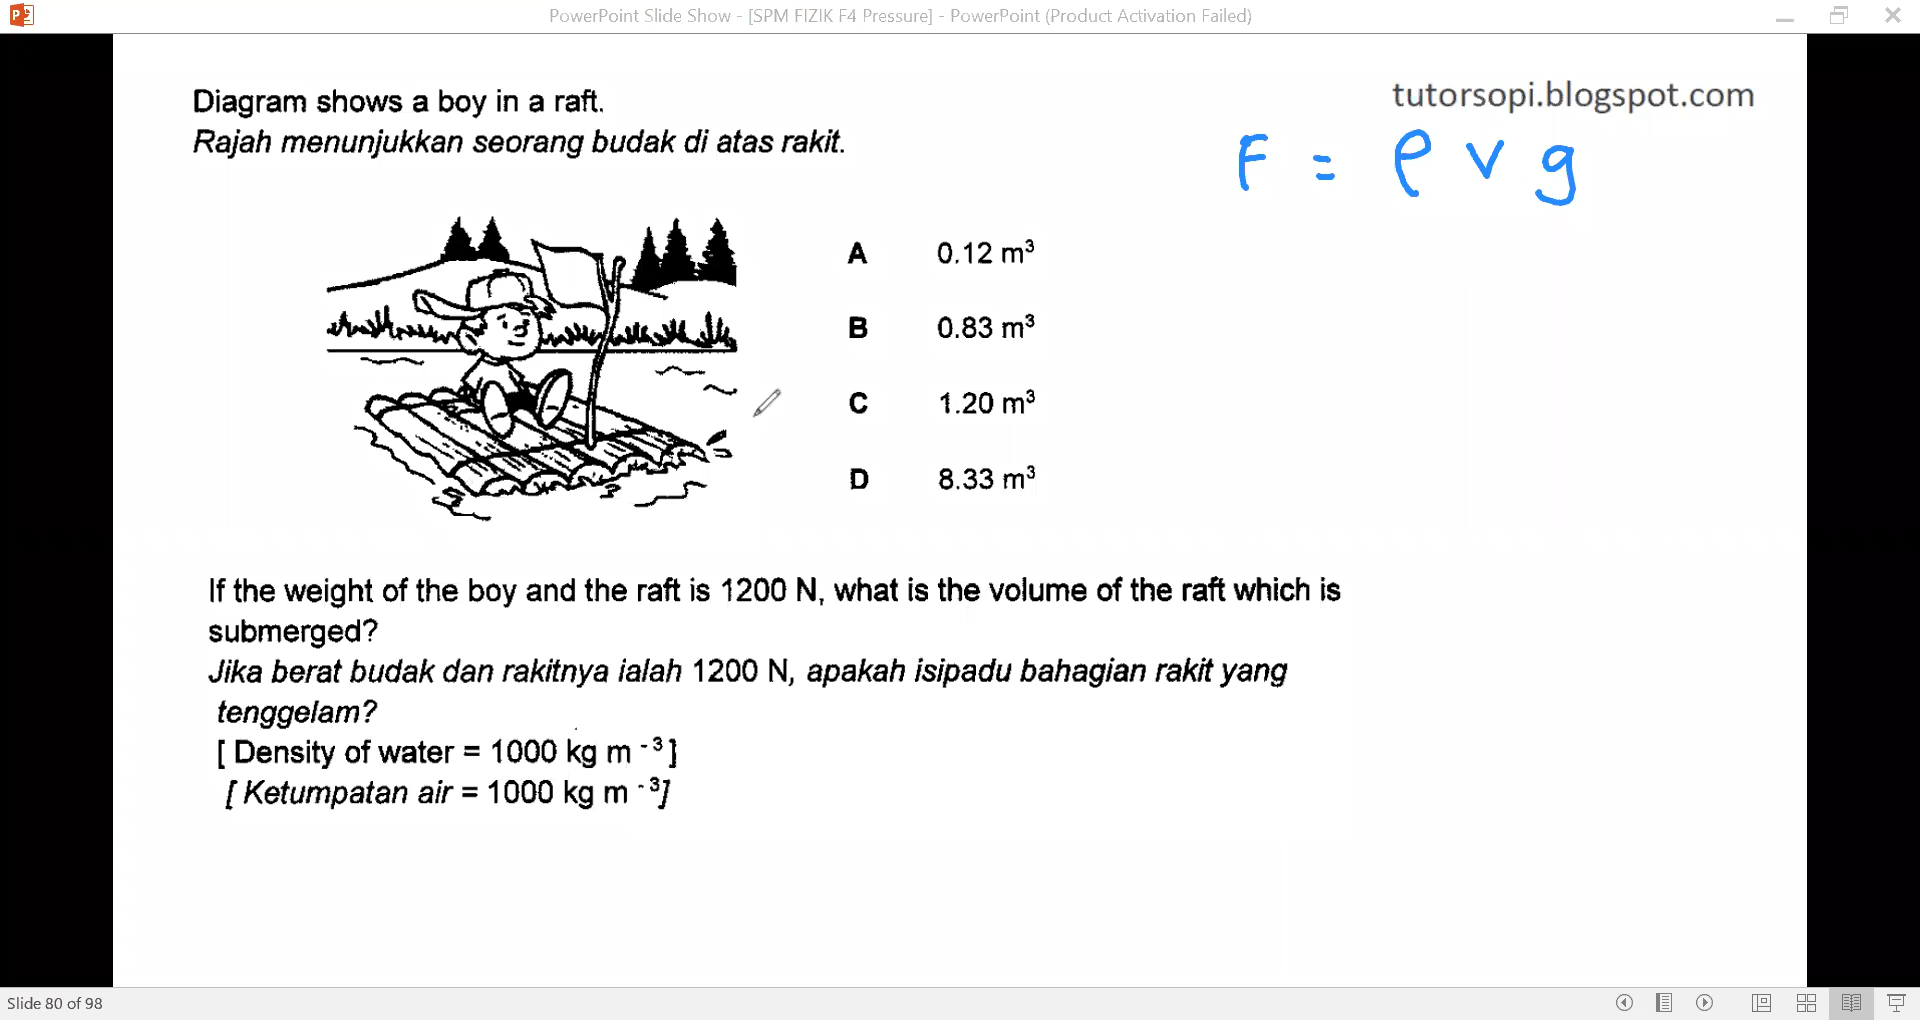 PowerPoint Slide Show - [SPM FIZIK F4 Pressure] - PowerPoint (Product Activation Failed)
Diagram shows a boy in a raft.
Rajah menunjukkan seorang budak di atas rakit.
tutorsopi.blogspot.com
F = ρ v g
A 0.12 m³
B 0.83 m³
C 1.20 m³
D 8.33 m³
If the weight of the boy and the raft is 1200 N, what is the volume of the raft which is
submerged?
Jika berat budak dan rakitnya ialah 1200 N, apakah isipadu bahagian rakit yang
tenggelam?
[ Density of water = 1000 kg m ⁻³ ]
[ Ketumpatan air = 1000 kg m ⁻³]
Slide 80 of 98